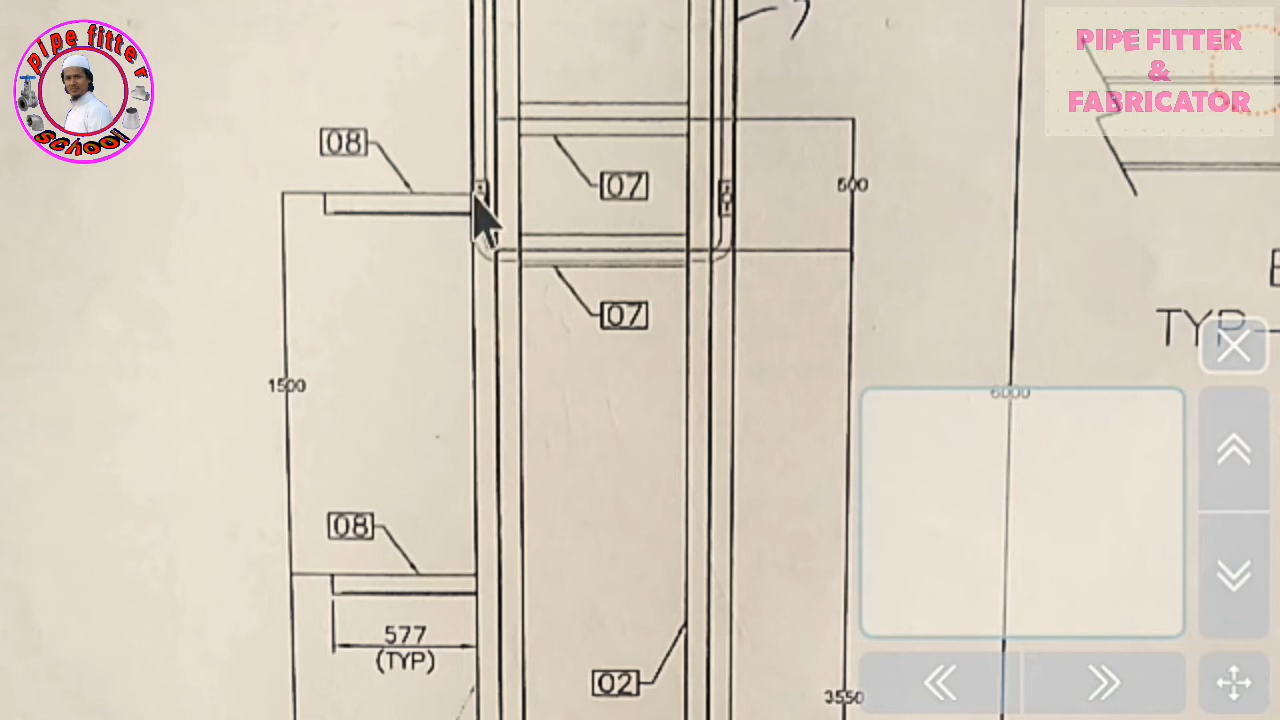 pipe fitter
school
PIPE FITTER
&
FABRICATOR
08
07
500
07
TYP
1500
6000
08
577
(TYP)
02
3550